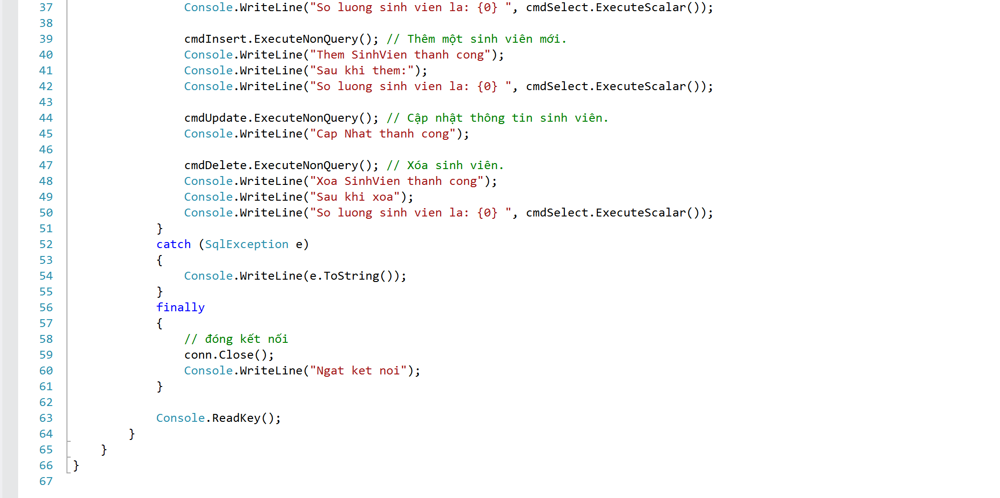 37 Console.WriteLine("So luong sinh vien la: {0} ", cmdSelect.ExecuteScalar());
38
39 cmdInsert.ExecuteNonQuery(); // Thêm một sinh viên mới.
40 Console.WriteLine("Them SinhVien thanh cong");
41 Console.WriteLine("Sau khi them:");
42 Console.WriteLine("So luong sinh vien la: {0} ", cmdSelect.ExecuteScalar());
43
44 cmdUpdate.ExecuteNonQuery(); // Cập nhật thông tin sinh viên.
45 Console.WriteLine("Cap Nhat thanh cong");
46
47 cmdDelete.ExecuteNonQuery(); // Xóa sinh viên.
48 Console.WriteLine("Xoa SinhVien thanh cong");
49 Console.WriteLine("Sau khi xoa");
50 Console.WriteLine("So luong sinh vien la: {0} ", cmdSelect.ExecuteScalar());
51 }
52 catch (SqlException e)
53 {
54 Console.WriteLine(e.ToString());
55 }
56 finally
57 {
58 // đóng kết nối
59 conn.Close();
60 Console.WriteLine("Ngat ket noi");
61 }
62
63 Console.ReadKey();
64 }
65 }
66 }
67